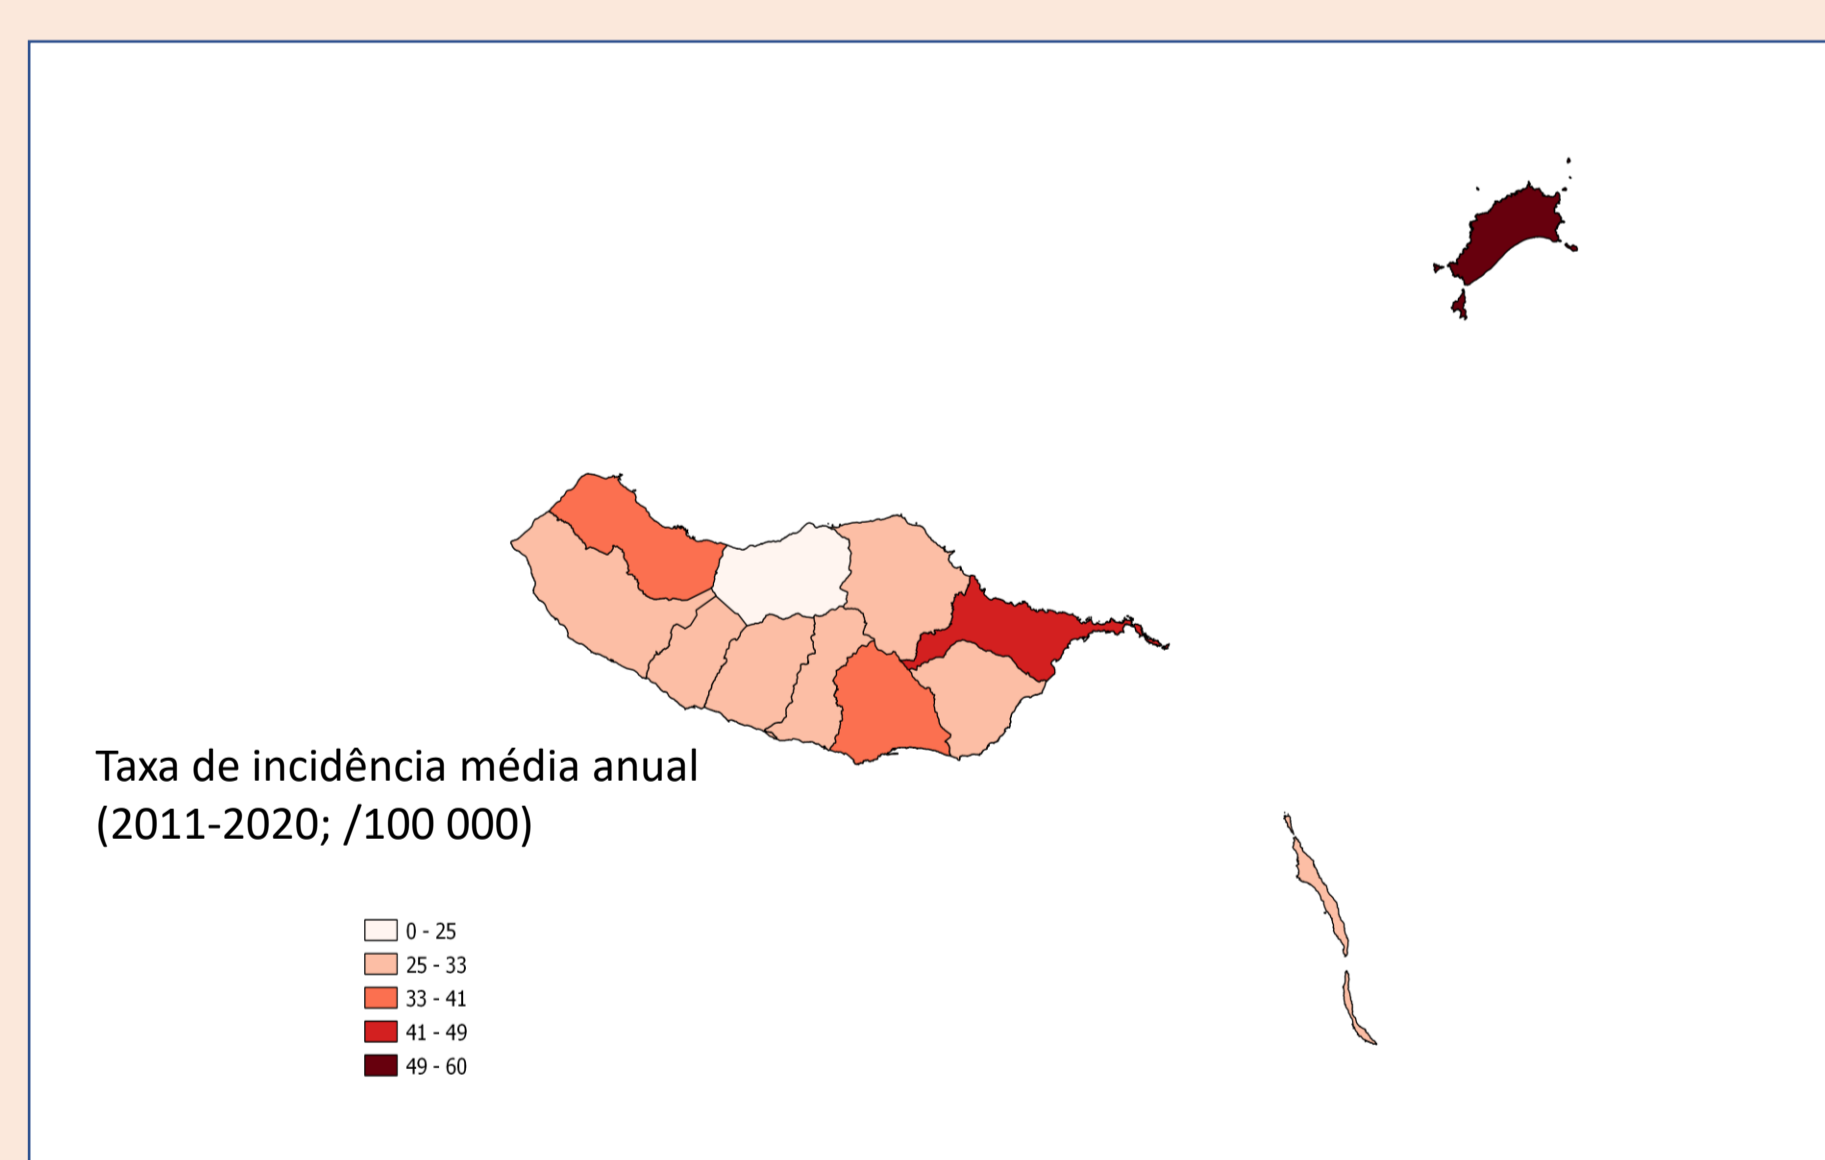 Taxa de incidência média anual
(2011-2020; /100 000)
0 - 25
25 - 33
33 - 41
41 - 49
49 - 60